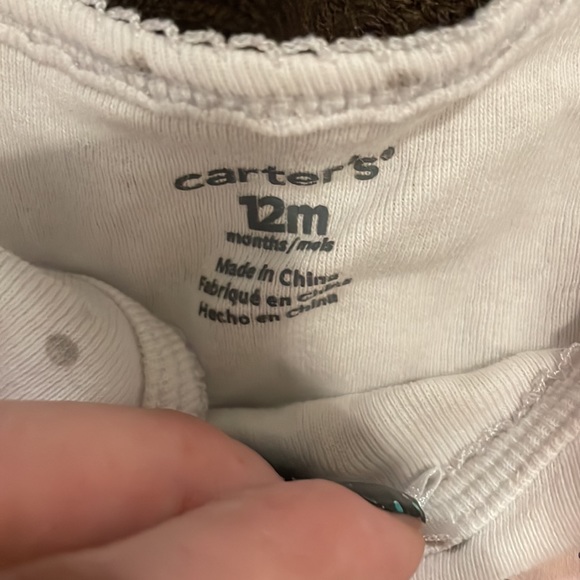 carter's
12m
months/mois
Made in China
Fabriqué en Chine
Hecho en China